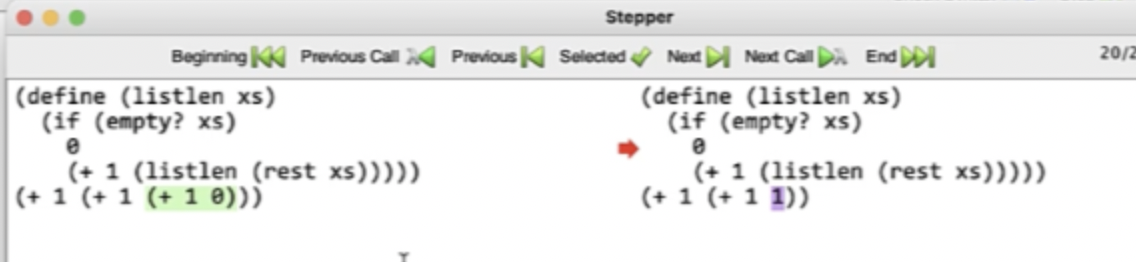 Stepper
Beginning Previous Call Previous Selected Next Next Call End 20/2
(define (listlen xs)
(if (empty? xs)
0
(+ 1 (listlen (rest xs)))))
(+ 1 (+ 1 (+ 1 0)))
(define (listlen xs)
(if (empty? xs)
0
(+ 1 (listlen (rest xs)))))
(+ 1 (+ 1 1))